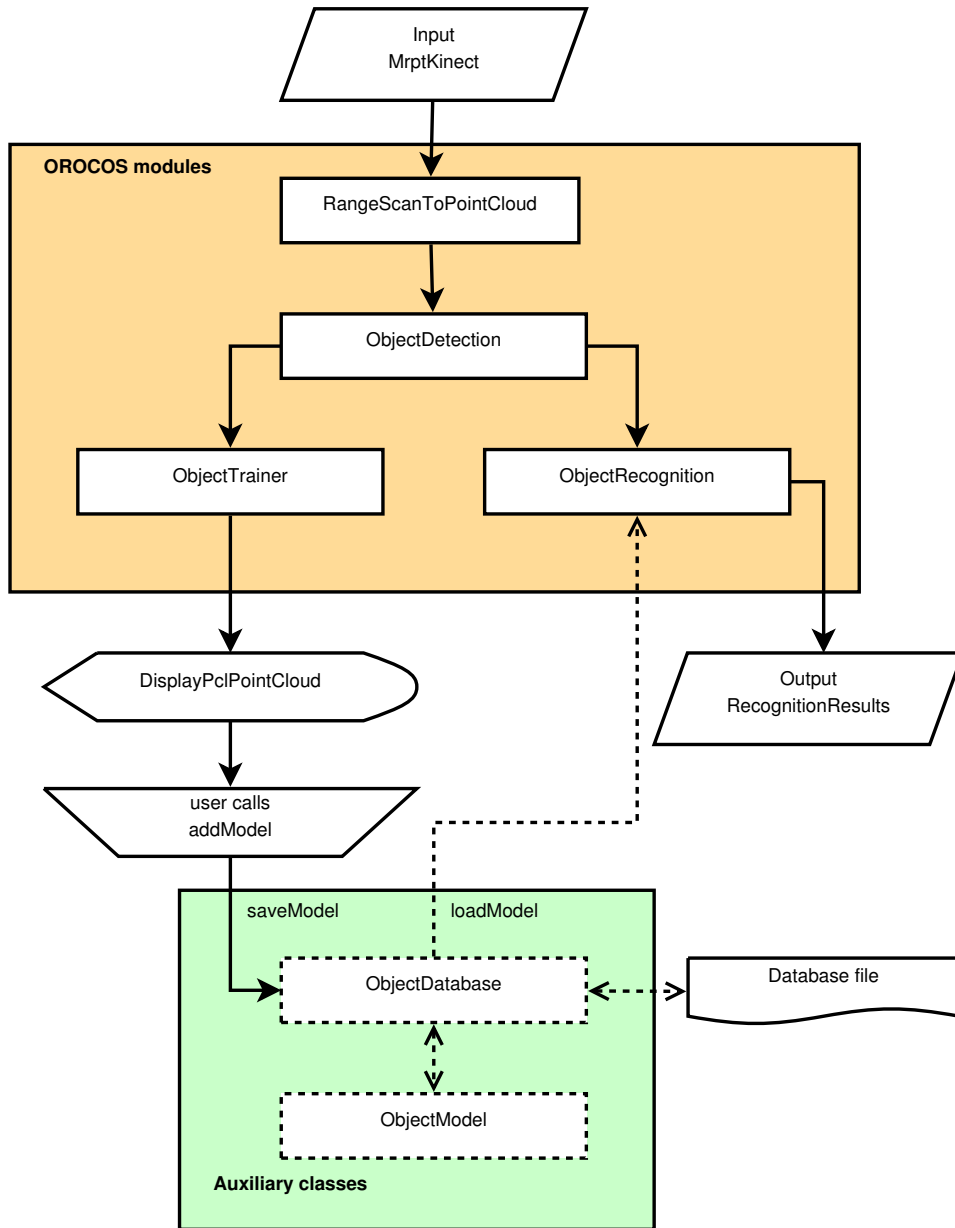 Input
MrptKinect
OROCOS modules
RangeScanToPointCloud
ObjectDetection
ObjectTrainer
ObjectRecognition
DisplayPclPointCloud
Output
RecognitionResults
user calls
addModel
saveModel
loadModel
ObjectDatabase
Database file
ObjectModel
Auxiliary classes